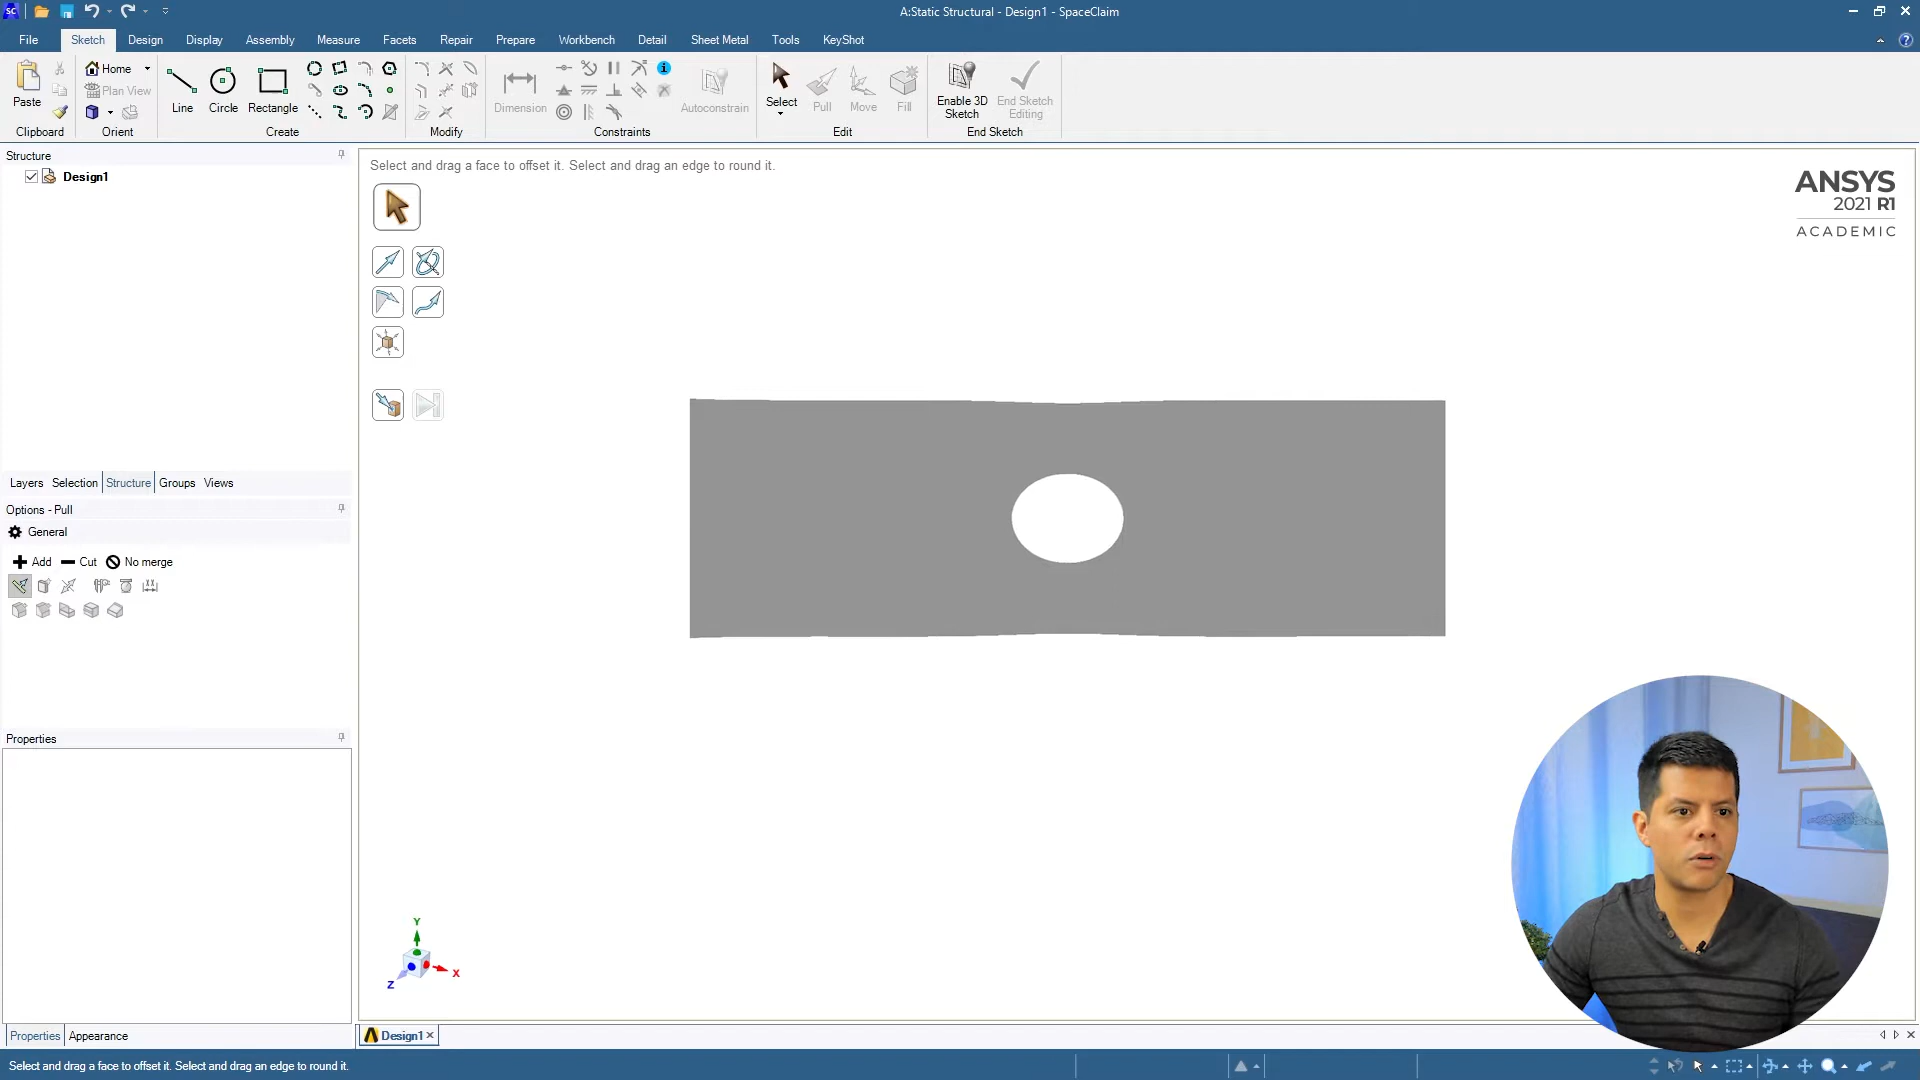 A:Static Structural - Design1 - SpaceClaim
File Sketch Design Display Assembly Measure Facets Repair Prepare Workbench Detail Sheet Metal Tools KeyShot
Paste
Clipboard
Home
Plan View
Orient
Line Circle Rectangle
Create
Modify
Dimension
Autoconstrain
Constraints
Select Pull Move Fill
Edit
Enable 3D Sketch
End Sketch Editing
End Sketch
Structure
Design1
Layers Selection Structure Groups Views
Options - Pull
General
Add Cut No merge
Properties
Properties Appearance
Select and drag a face to offset it. Select and drag an edge to round it.
ANSYS
2021 R1
ACADEMIC
Y
X
Z
Design1
Select and drag a face to offset it. Select and drag an edge to round it.